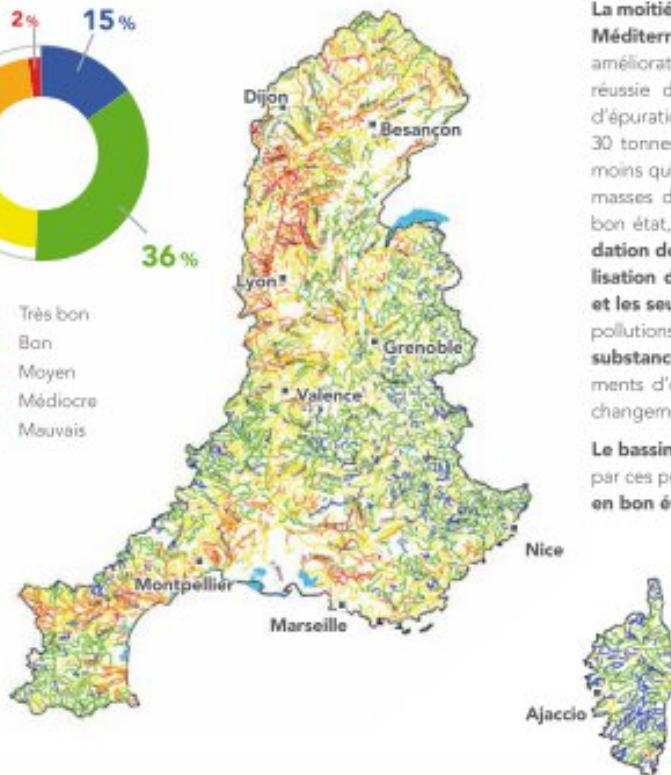 2%
15%
36%
Très bon
Bon
Moyen
Médiocre
Mauvais
Dijon
Besançon
Lyon
Grenoble
Valence
Nice
Montpellier
Marseille
Ajaccio
La moitié
Méditerr
améliorat
réussie d
d'épuratio
30 tonne
moins qu
masses d
bon état,
dation de
lisation d
et les seu
pollutions
substanc
ments d'
changeme
Le bassin
par ces p
en bon é